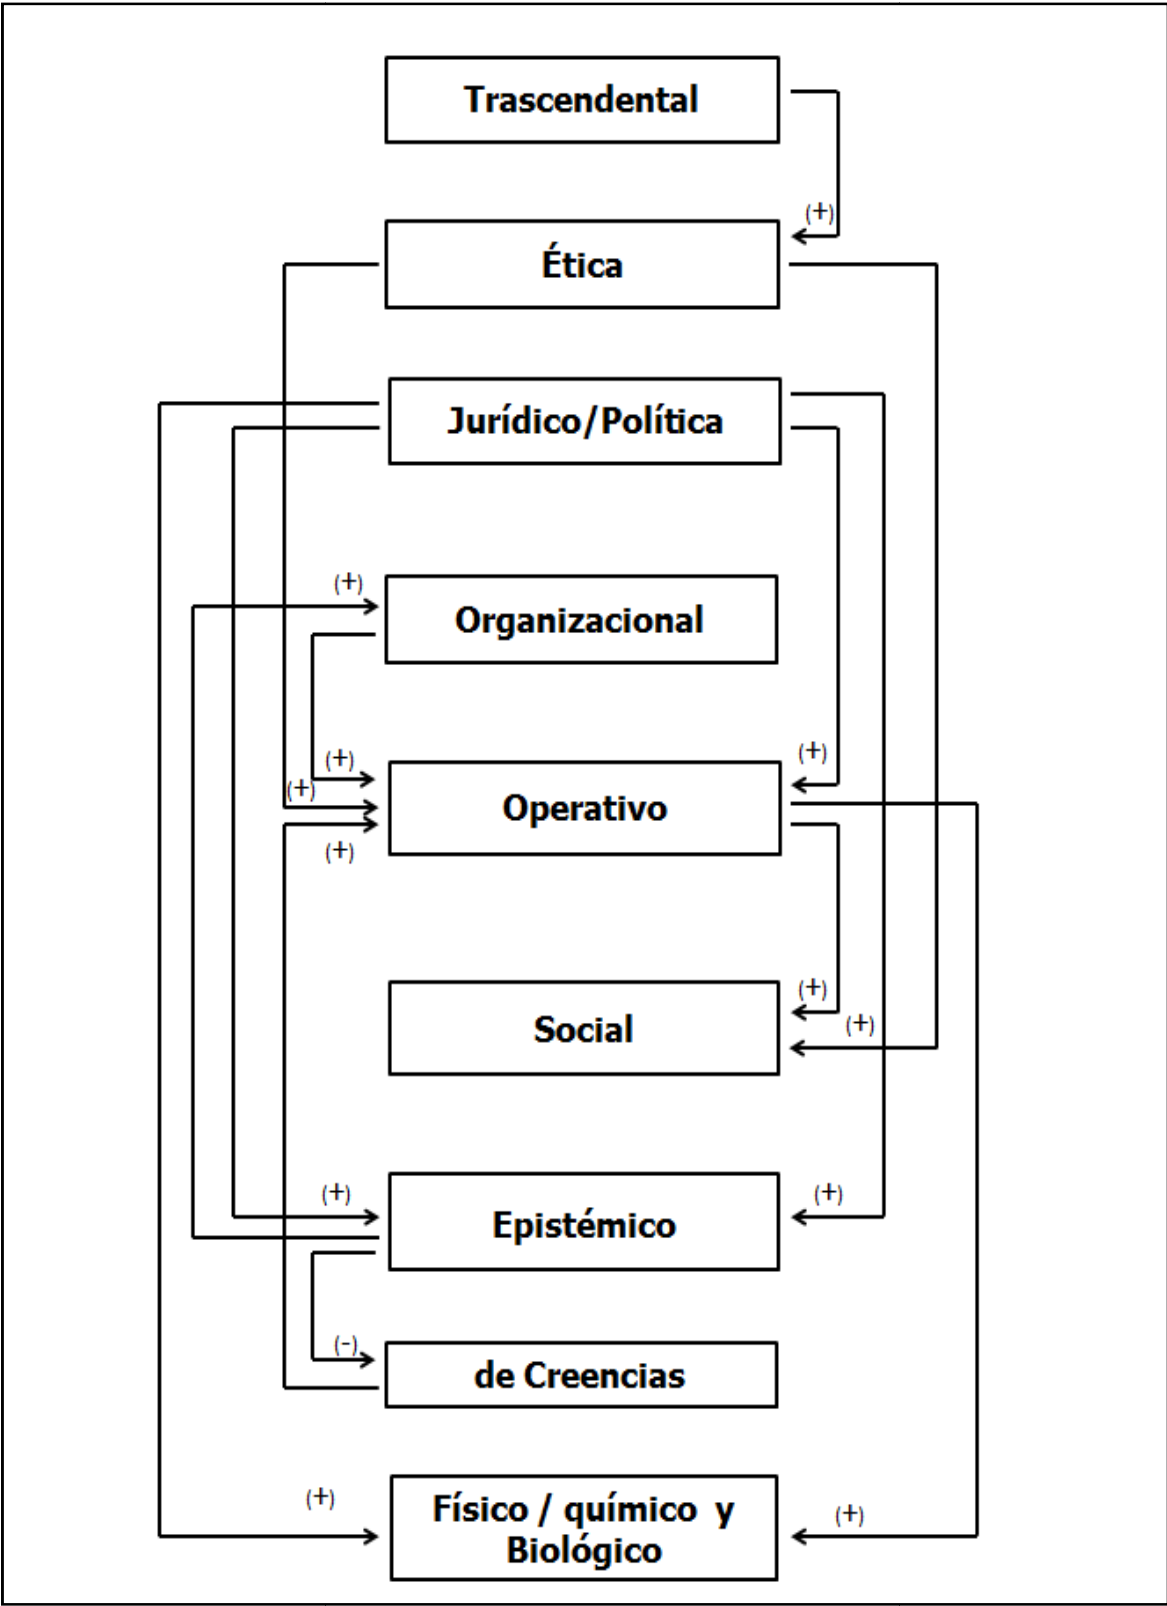 Trascendental
(+)
Ética
Jurídico/Política
(+)
Organizacional
(+)
(+)
(+)
Operativo
(+)
(+)
Social
(+)
(+)
(+)
Epistémico
(-)
de Creencias
(+)
Físico / químico y
Biológico
(+)